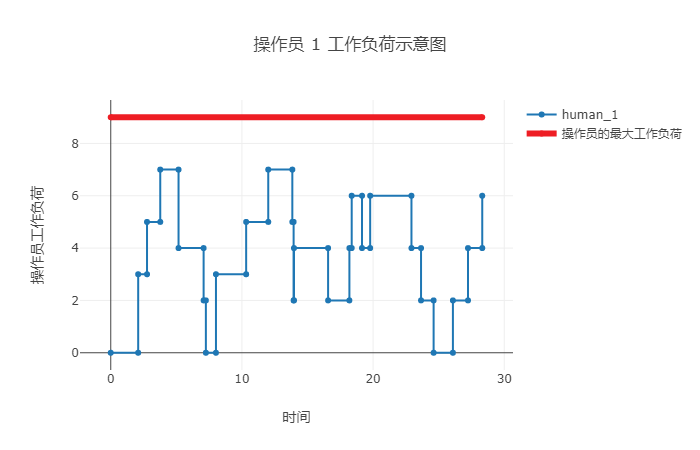 操作员 1 工作负荷示意图
human_1
操作员的最大工作负荷
操作员工作负荷
8
6
4
2
0
0 10 20 30
时间